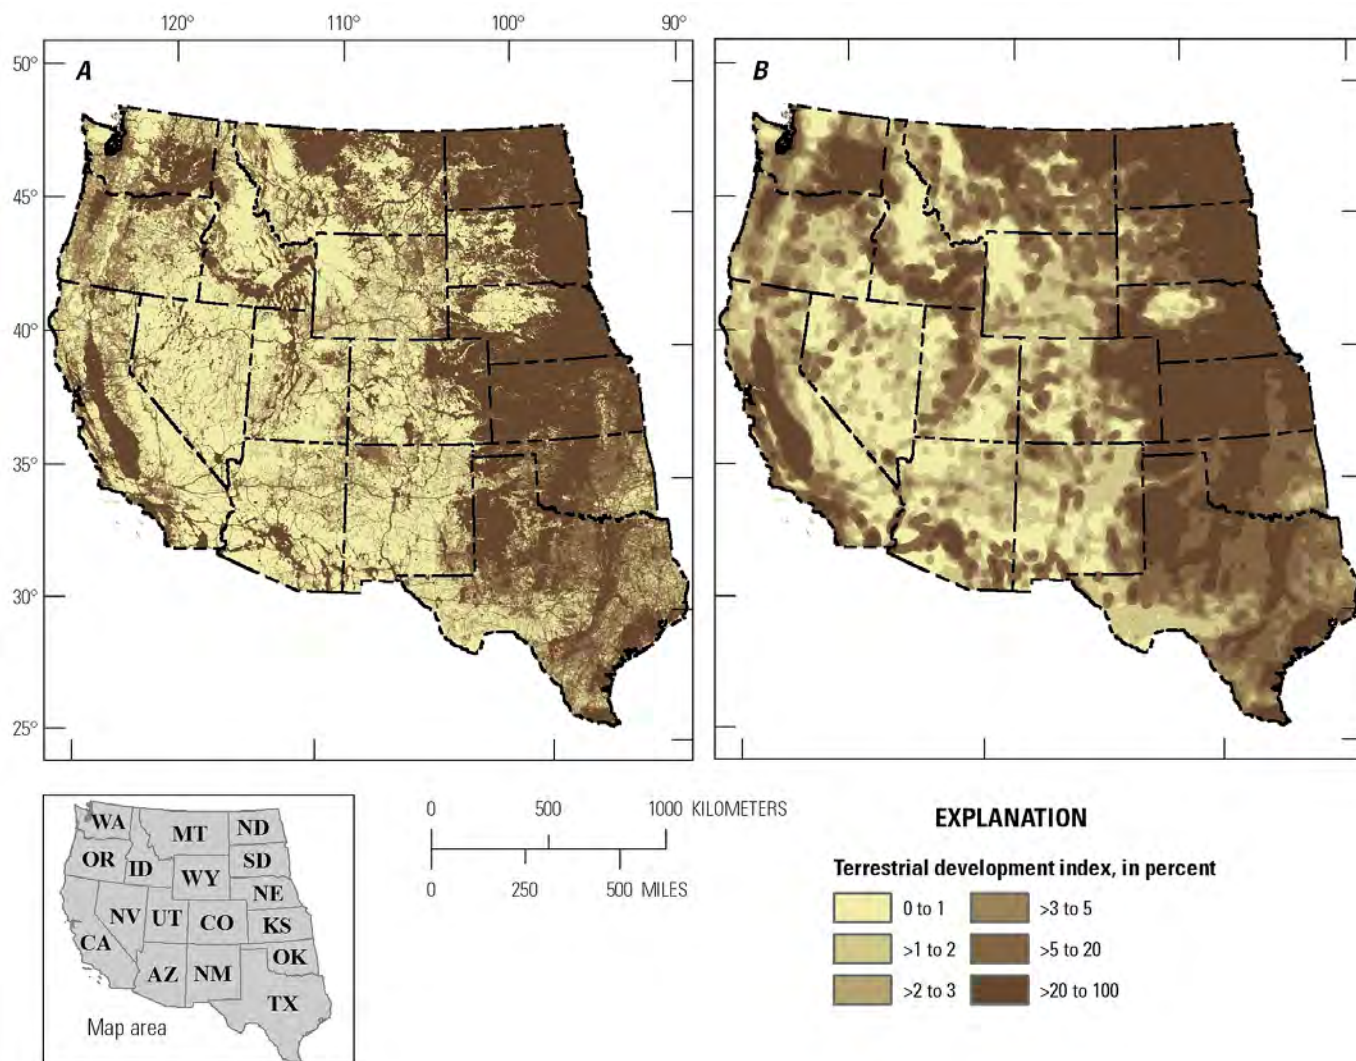 120° 110° 100° 90°
50°
45°
40°
35°
30°
25°
A
B
WA
MT
ND
OR
ID
SD
WY
NE
NV
UT
CO
KS
CA
AZ
NM
OK
TX
Map area
0 500 1000 KILOMETERS
0 250 500 MILES
EXPLANATION
Terrestrial development index, in percent
0 to 1 >3 to 5
>1 to 2 >5 to 20
>2 to 3 >20 to 100